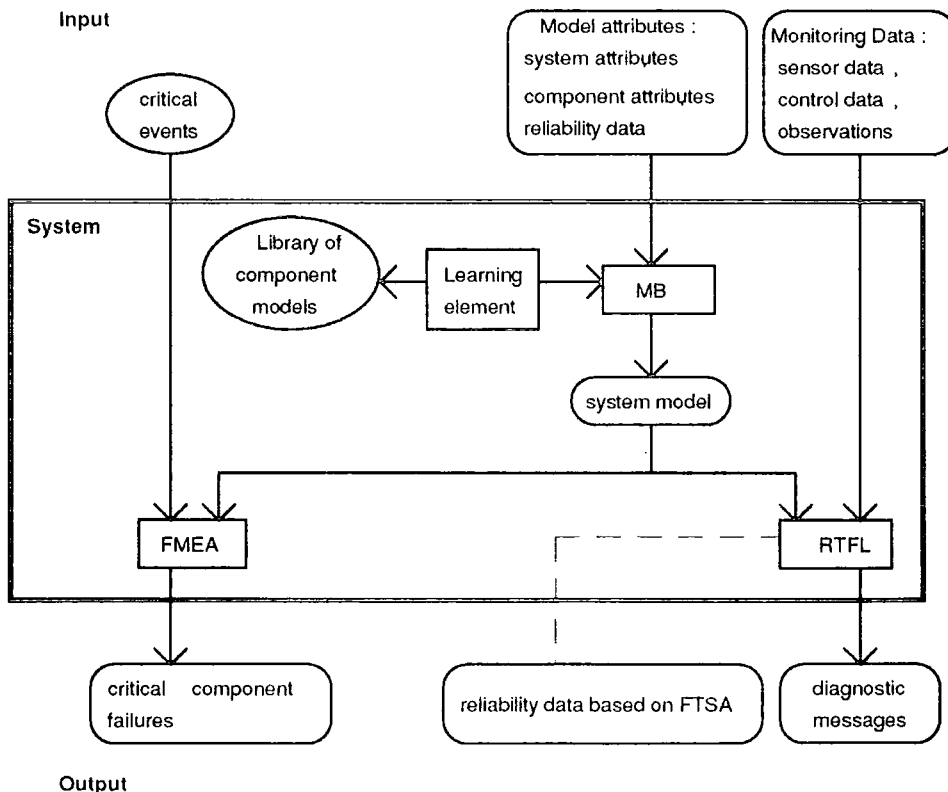 Input
critical
events
Model attributes :
system attributes
component attributes
reliability data
Monitoring Data :
sensor data ,
control data ,
observations
System
Library of
component
models
Learning
element
MB
system model
FMEA
RTFL
critical component
failures
reliability data based on FTSA
diagnostic
messages
Output